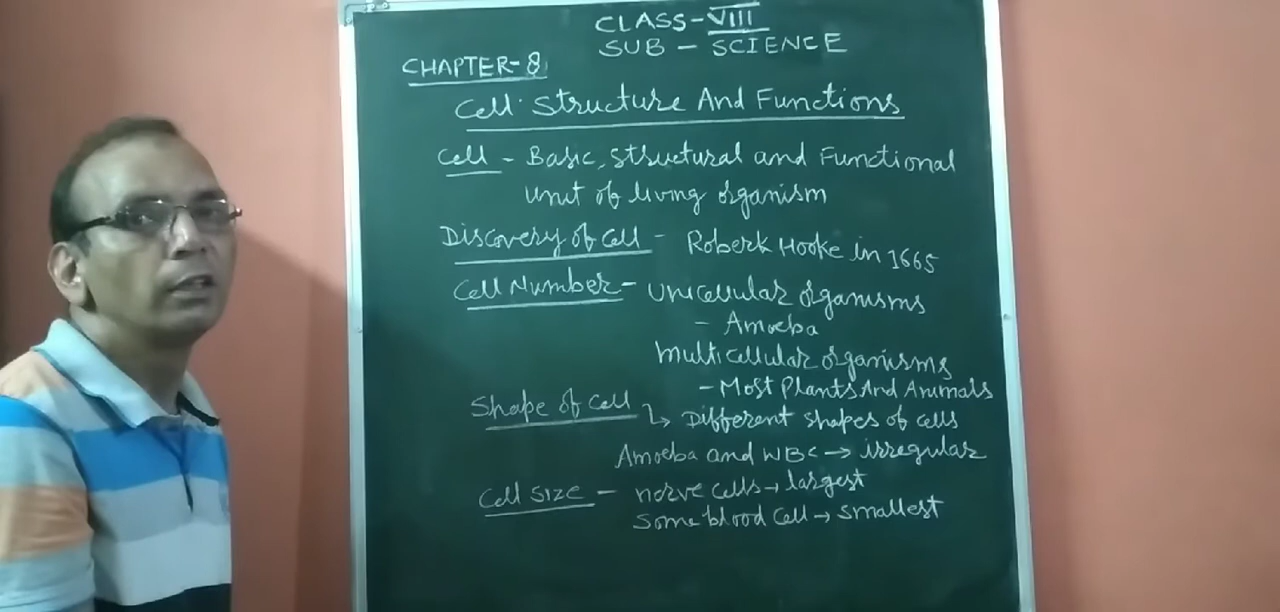 CLASS-VIII
SUB - SCIENCE
CHAPTER-8
Cell Structure And Functions
Cell - Basic, structural and Functional
Unit of living organism
Discovery of Cell - Robert Hooke in 1665
Cell Number - Unicellular organisms
- Amoeba
Multicellular organisms
- Most Plants And Animals
Shape of Cell ↳ Different shapes of cells
Amoeba and WBC → irregular
Cell Size - nerve cells → largest
Some blood cell → smallest